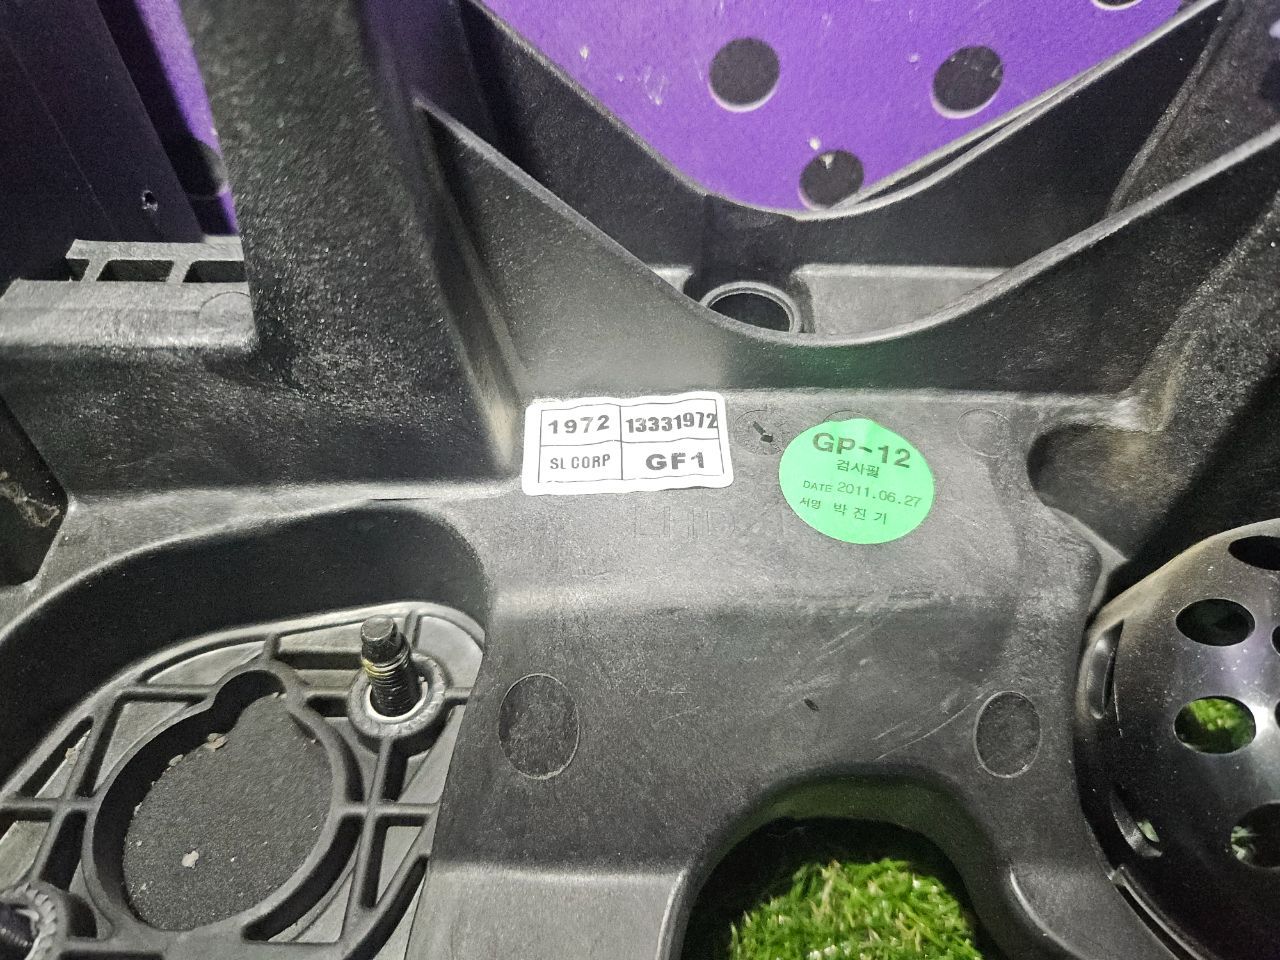 1972 13331972
SL CORP GF1
GP-12
검사필
DATE 2011.06.27
서명 박진기